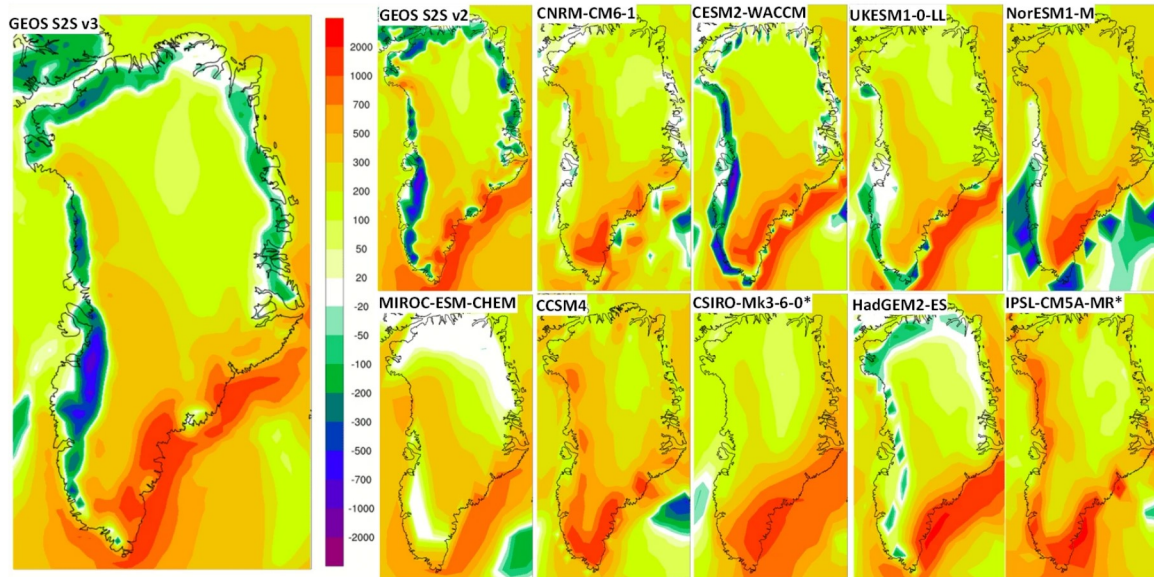 GEOS S2S v3
GEOS S2S v2
CNRM-CM6-1
CESM2-WACCM
UKESM1-0-LL
NorESM1-M
2000
1000
700
500
300
200
100
50
20
-20
-50
-100
-200
-300
-500
-700
-1000
-2000
MIROC-ESM-CHEM
CCSM4
CSIRO-Mk3-6-0*
HadGEM2-ES
IPSL-CM5A-MR*